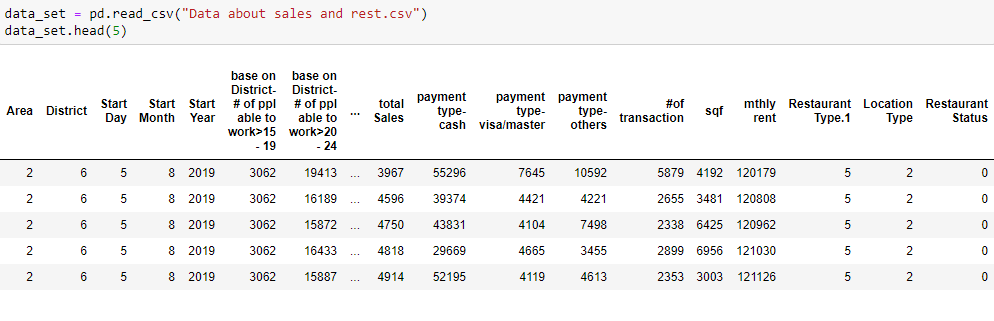 data_set = pd.read_csv("Data about sales and rest.csv")
data_set.head(5)
Area District Start Day Start Month Start Year base on District- # of ppl able to work>15 - 19 base on District- # of ppl able to work>20 - 24 ... total Sales payment type- cash payment type- visa/master payment type- others #of transaction sqf mthly rent Restaurant Type.1 Location Type Restaurant Status
2 6 5 8 2019 3062 19413 ... 3967 55296 7645 10592 5879 4192 120179 5 2 0
2 6 5 8 2019 3062 16189 ... 4596 39374 4421 4221 2655 3481 120808 5 2 0
2 6 5 8 2019 3062 15872 ... 4750 43831 4104 7498 2338 6425 120962 5 2 0
2 6 5 8 2019 3062 16433 ... 4818 29669 4665 3455 2899 6956 121030 5 2 0
2 6 5 8 2019 3062 15887 ... 4914 52195 4119 4613 2353 3003 121126 5 2 0